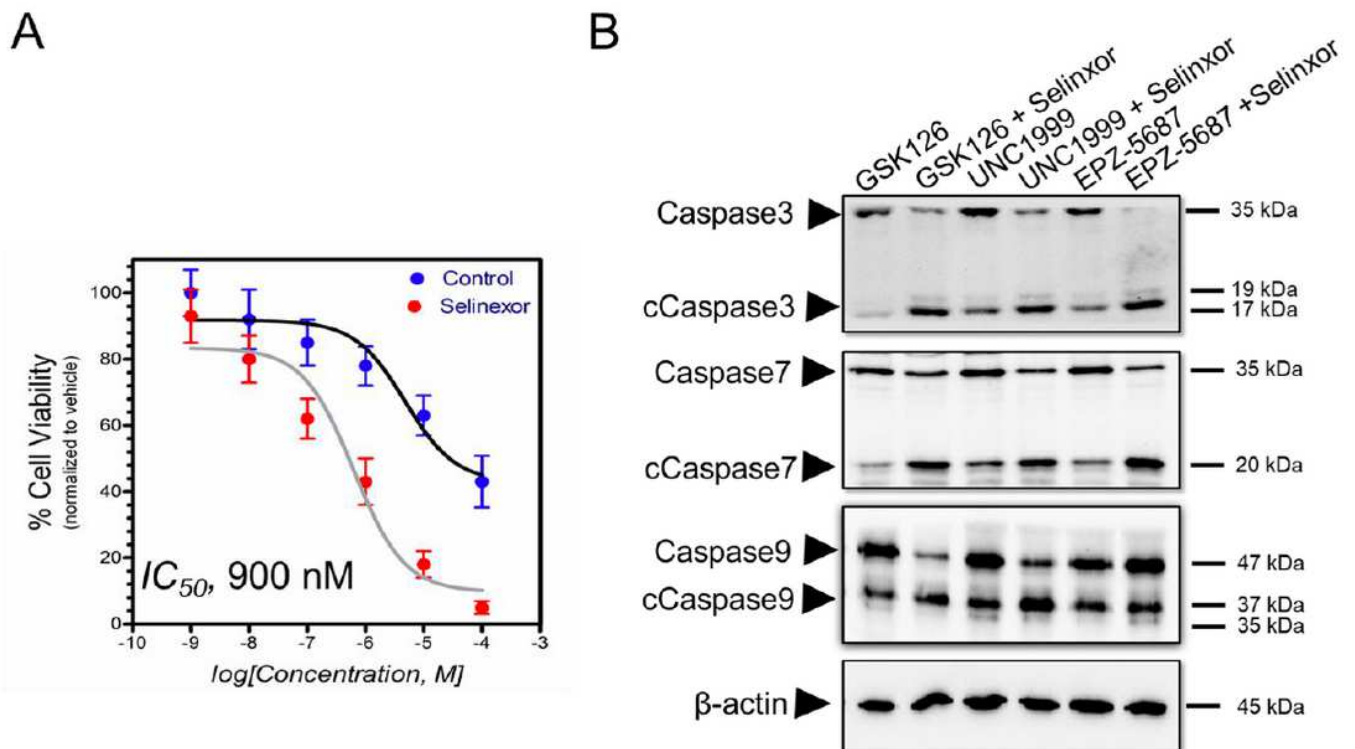 A
% Cell Viability
(normalized to vehicle)
100
80
60
40
20
0
Control
Selinexor
IC50, 900 nM
-10
-9
-8
-7
-6
-5
-4
-3
log[Concentration, M]
B
GSK126
GSK126 + Selinxor
UNC1999
UNC1999 + Selinxor
EPZ-5687
EPZ-5687 +Selinxor
Caspase3
35 kDa
19 kDa
cCaspase3
17 kDa
Caspase7
35 kDa
cCaspase7
20 kDa
Caspase9
47 kDa
cCaspase9
37 kDa
35 kDa
β-actin
45 kDa